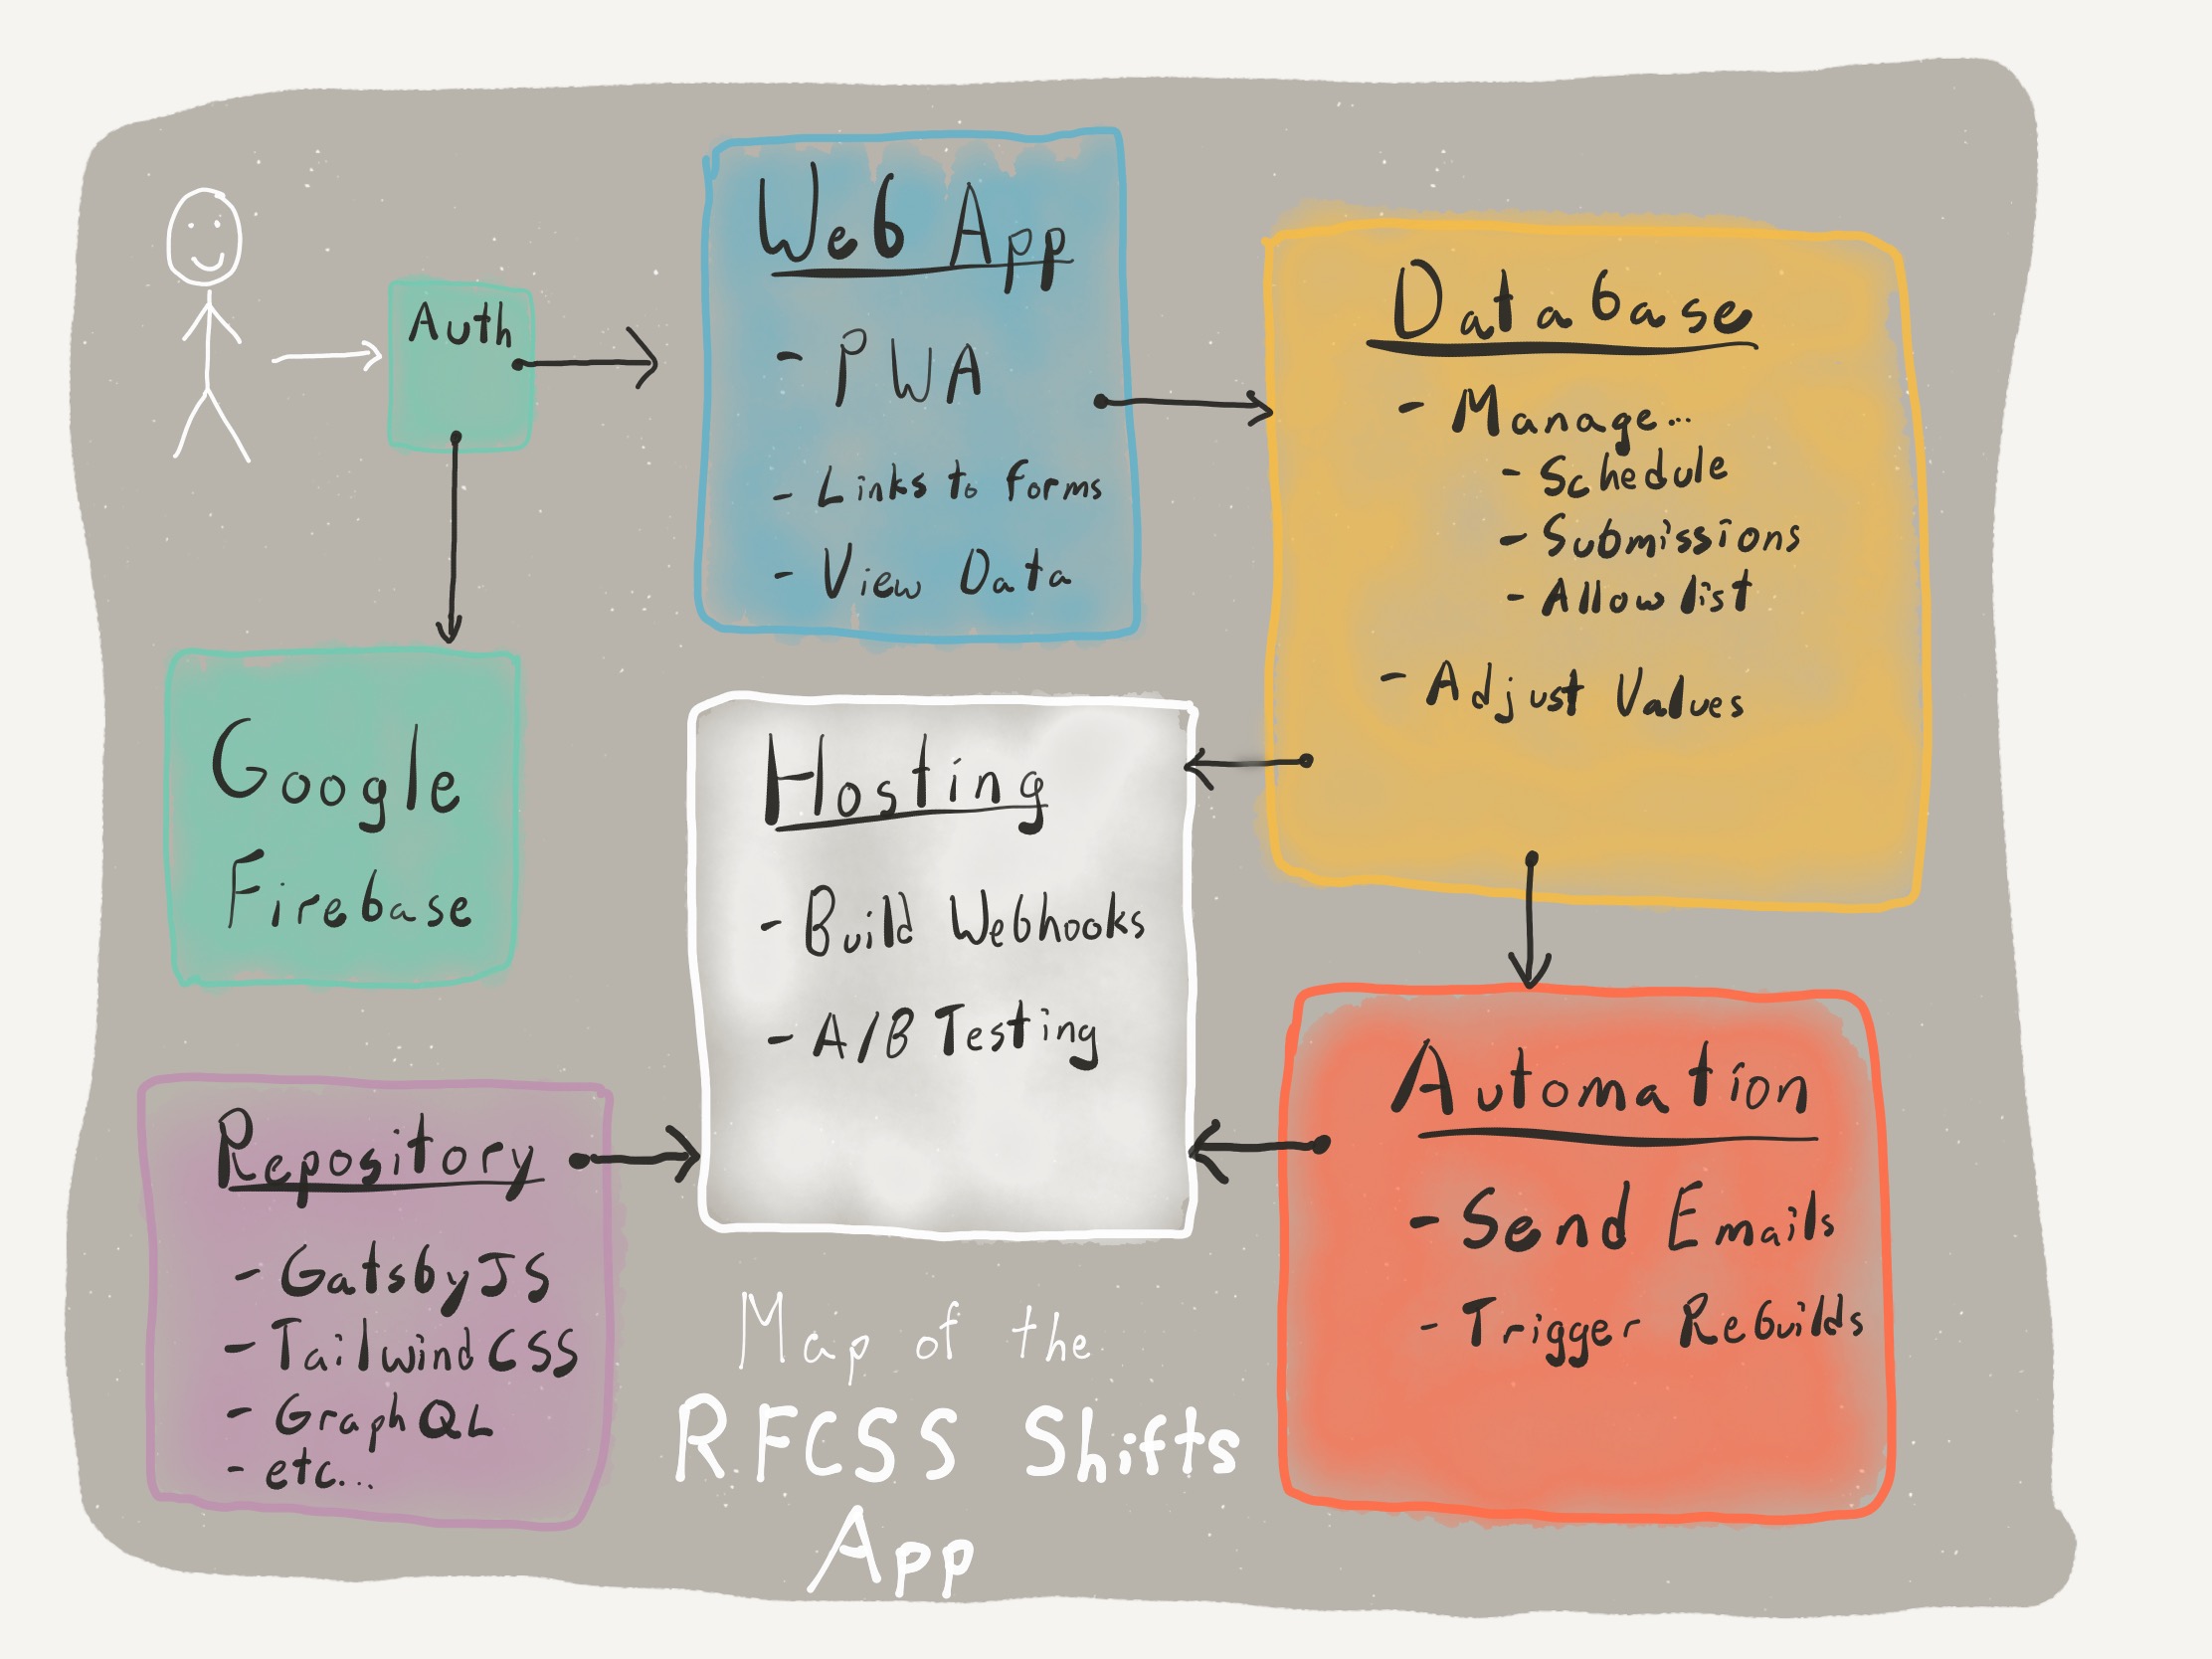 Auth
Web App
- PWA
- Links to forms
- View Data
Database
- Manage...
- Schedule
- Submissions
- Allow list
- Adjust Values
Google
Firebase
Hosting
- Build Webhooks
- A/B Testing
Repository
- GatsbyJS
- TailwindCSS
- GraphQL
- etc...
Automation
- Send Emails
- Trigger Rebuilds
Map of the
RFCSS Shifts
App